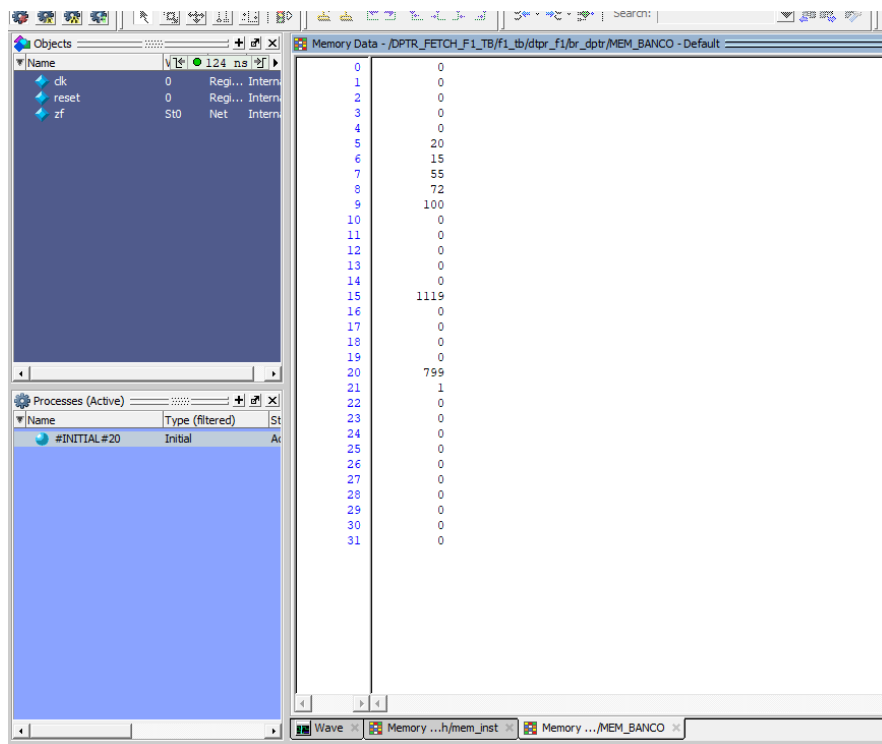 Search:
Objects
Name
V 124 ns
clk 0 Regi... Intern
reset 0 Regi... Intern
zf St0 Net Intern
Processes (Active)
Name Type (filtered) St
#INITIAL#20 Initial Ac
Memory Data - /DPTR_FETCH_F1_TB/f1_tb/dtpr_f1/br_dptr/MEM_BANCO - Default
0 0
1 0
2 0
3 0
4 0
5 20
6 15
7 55
8 72
9 100
10 0
11 0
12 0
13 0
14 0
15 1119
16 0
17 0
18 0
19 0
20 799
21 1
22 0
23 0
24 0
25 0
26 0
27 0
28 0
29 0
30 0
31 0
Wave
Memory ...h/mem_inst
Memory .../MEM_BANCO